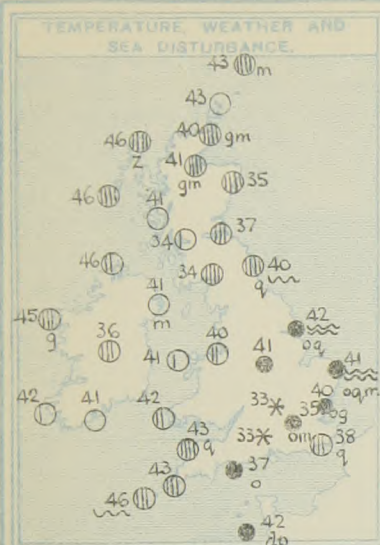 TEMPERATURE, WEATHER AND
SEA DISTURBANCE.
43 m
43
46 z
40 gm
41 gm
35
46
41
37
34
46
34
40 q
41 m
45 g
36
42 oq
41
40
41
41 oqm
42
41
42
33
35 om
40 og
43 q
33
38 q
43
37 o
46
42